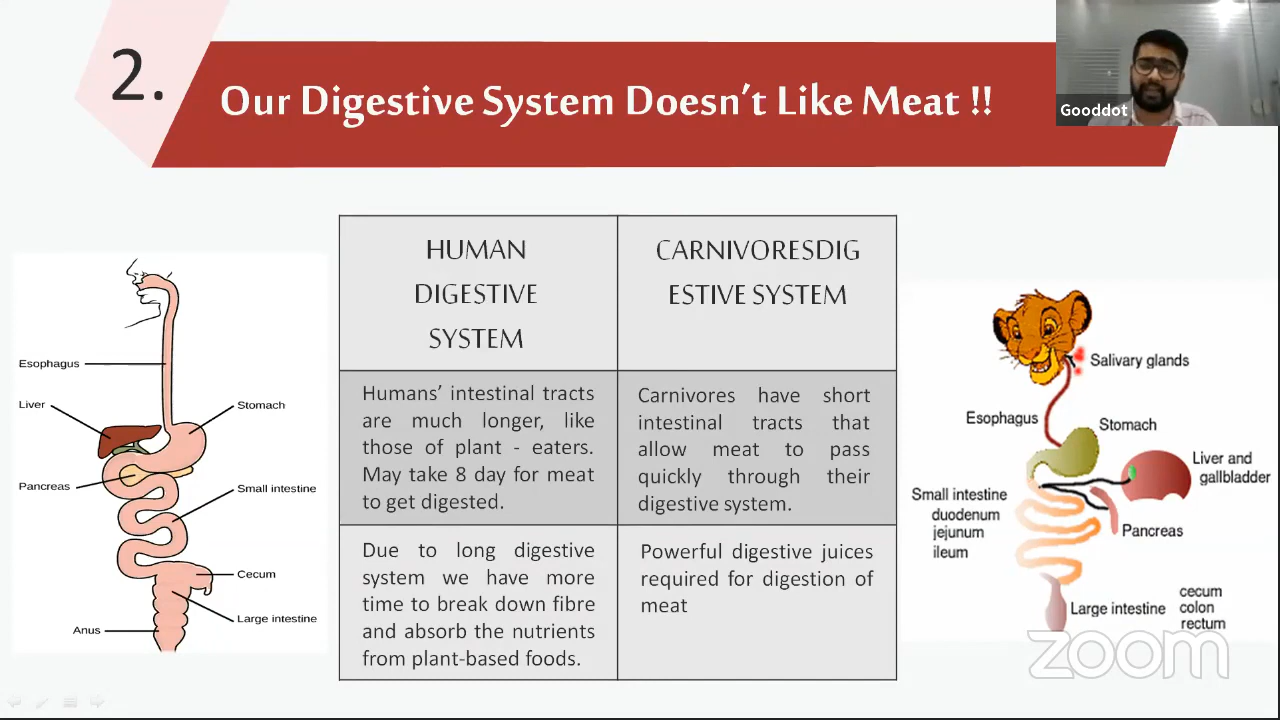 2.
Our Digestive System Doesn't Like Meat !!
Gooddot
HUMAN
DIGESTIVE
SYSTEM
CARNIVORESDIG
ESTIVE SYSTEM
Humans' intestinal tracts
are much longer, like
those of plant - eaters.
May take 8 day for meat
to get digested.
Carnivores have short
intestinal tracts that
allow meat to pass
quickly through their
digestive system.
Due to long digestive
system we have more
time to break down fibre
and absorb the nutrients
from plant-based foods.
Powerful digestive juices
required for digestion of
meat
Esophagus
Liver
Stomach
Pancreas
Small intestine
Cecum
Large intestine
Anus
Salivary glands
Esophagus
Stomach
Liver and
gallbladder
Small intestine
duodenum
jejunum
ileum
Pancreas
Large intestine
cecum
colon
rectum
zoom